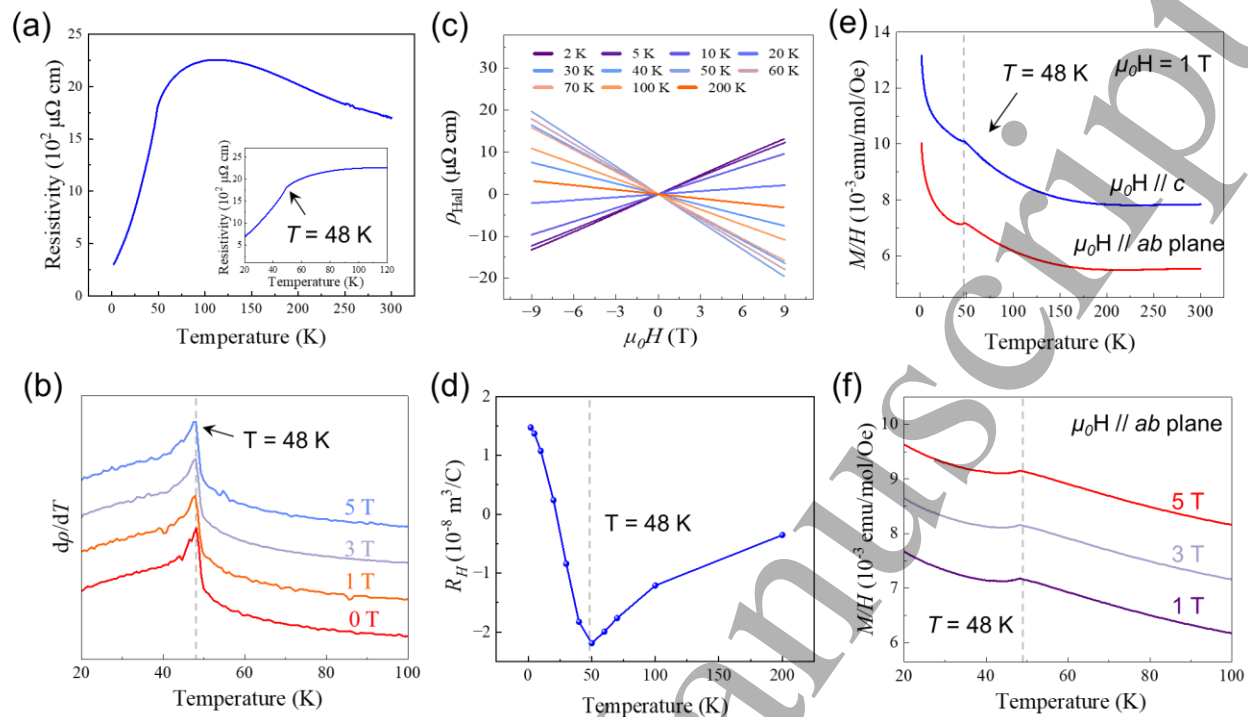 (a)
25
20
15
10
5
0
Resistivity (10² μΩ cm)
0 50 100 150 200 250 300
Temperature (K)
25
20
15
10
5
Resistivity (10² μΩ cm)
T = 48 K
20 40 60 80 100 120
Temperature (K)
(b)
dρ/dT
T = 48 K
5 T
3 T
1 T
0 T
20 40 60 80 100
Temperature (K)
(c)
2 K 5 K 10 K 20 K
30 K 40 K 50 K 60 K
70 K 100 K 200 K
30
20
10
0
−10
−20
ρHall (μΩ cm)
−9 −6 −3 0 3 6 9
μ₀H (T)
(d)
2
1
0
-1
-2
R_H (10⁻⁸ m³/C)
T = 48 K
0 50 100 150 200
Temperature (K)
(e)
14
12
10
8
6
M/H (10⁻³ emu/mol/Oe)
μ₀H = 1 T
T = 48 K
μ₀H // c
μ₀H // ab plane
0 50 100 150 200 250 300
Temperature (K)
(f)
10
9
8
7
6
M/H (10⁻³ emu/mol/Oe)
μ₀H // ab plane
5 T
3 T
1 T
T = 48 K
20 40 60 80 100
Temperature (K)